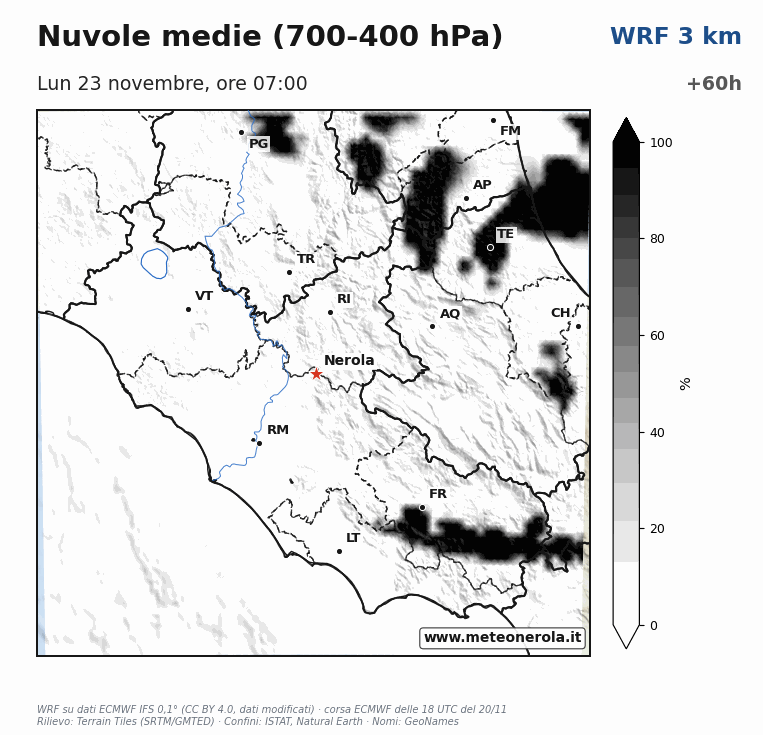 Nuvole medie (700-400 hPa)
WRF 3 km
Lun 23 novembre, ore 07:00
+60h
PG
FM
AP
TE
TR
VT
RI
AQ
CH
Nerola
RM
FR
LT
www.meteonerola.it
100
80
60
40
20
0
%
WRF su dati ECMWF IFS 0,1° (CC BY 4.0, dati modificati) · corsa ECMWF delle 18 UTC del 20/11
Rilievo: Terrain Tiles (SRTM/GMTED) · Confini: ISTAT, Natural Earth · Nomi: GeoNames